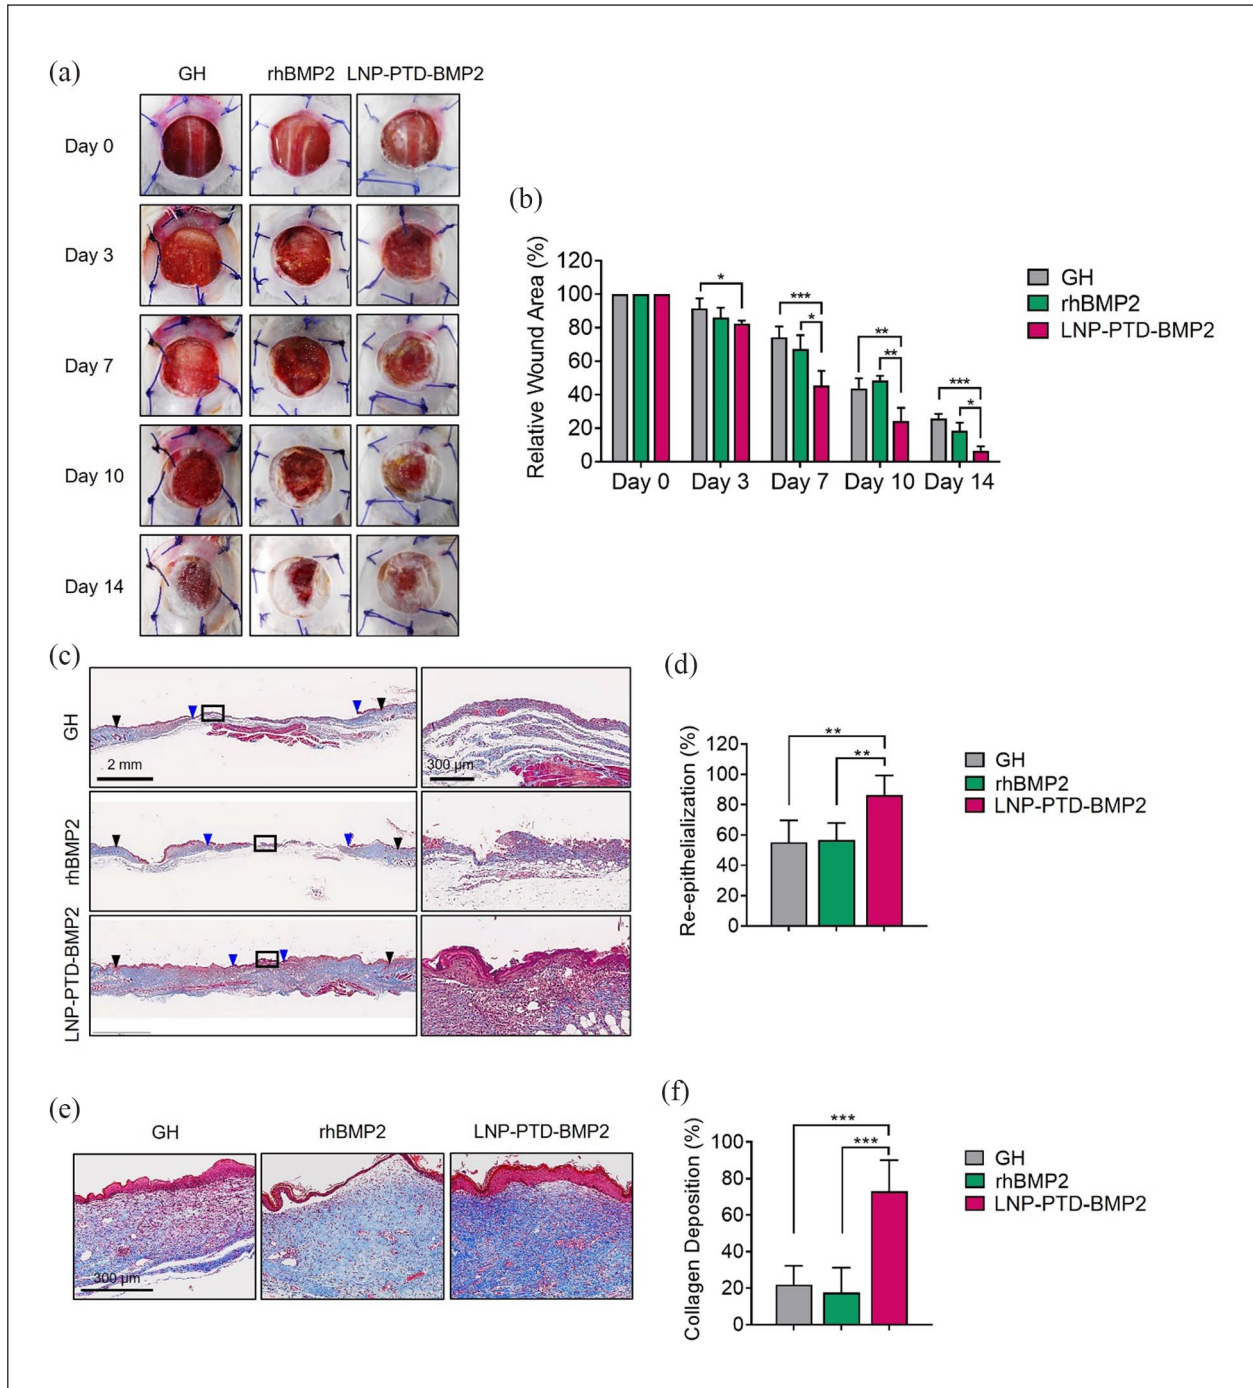 (a)
GH rhBMP2 LNP-PTD-BMP2
Day 0
Day 3
Day 7
Day 10
Day 14
(b)
Relative Wound Area (%)
120
100
80
60
40
20
0
* *** * ** ** *** *
Day 0 Day 3 Day 7 Day 10 Day 14
GH
rhBMP2
LNP-PTD-BMP2
(c)
GH
2 mm 300 µm
rhBMP2
LNP-PTD-BMP2
(d)
Re-epithelialization (%)
120
100
80
60
40
20
0
**
**
GH
rhBMP2
LNP-PTD-BMP2
(e)
GH rhBMP2 LNP-PTD-BMP2
300 µm
(f)
Collagen Deposition (%)
100
80
60
40
20
0
***
***
GH
rhBMP2
LNP-PTD-BMP2